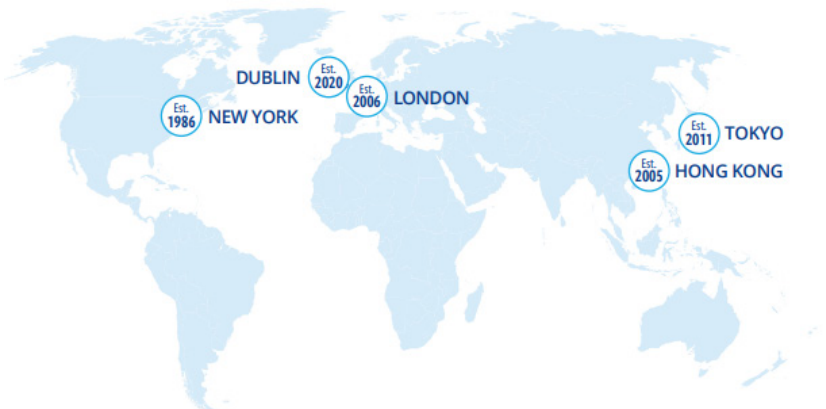 DUBLIN
Est.
2020
Est.
2006
LONDON
Est.
1986
NEW YORK
Est.
2011
TOKYO
Est.
2005
HONG KONG